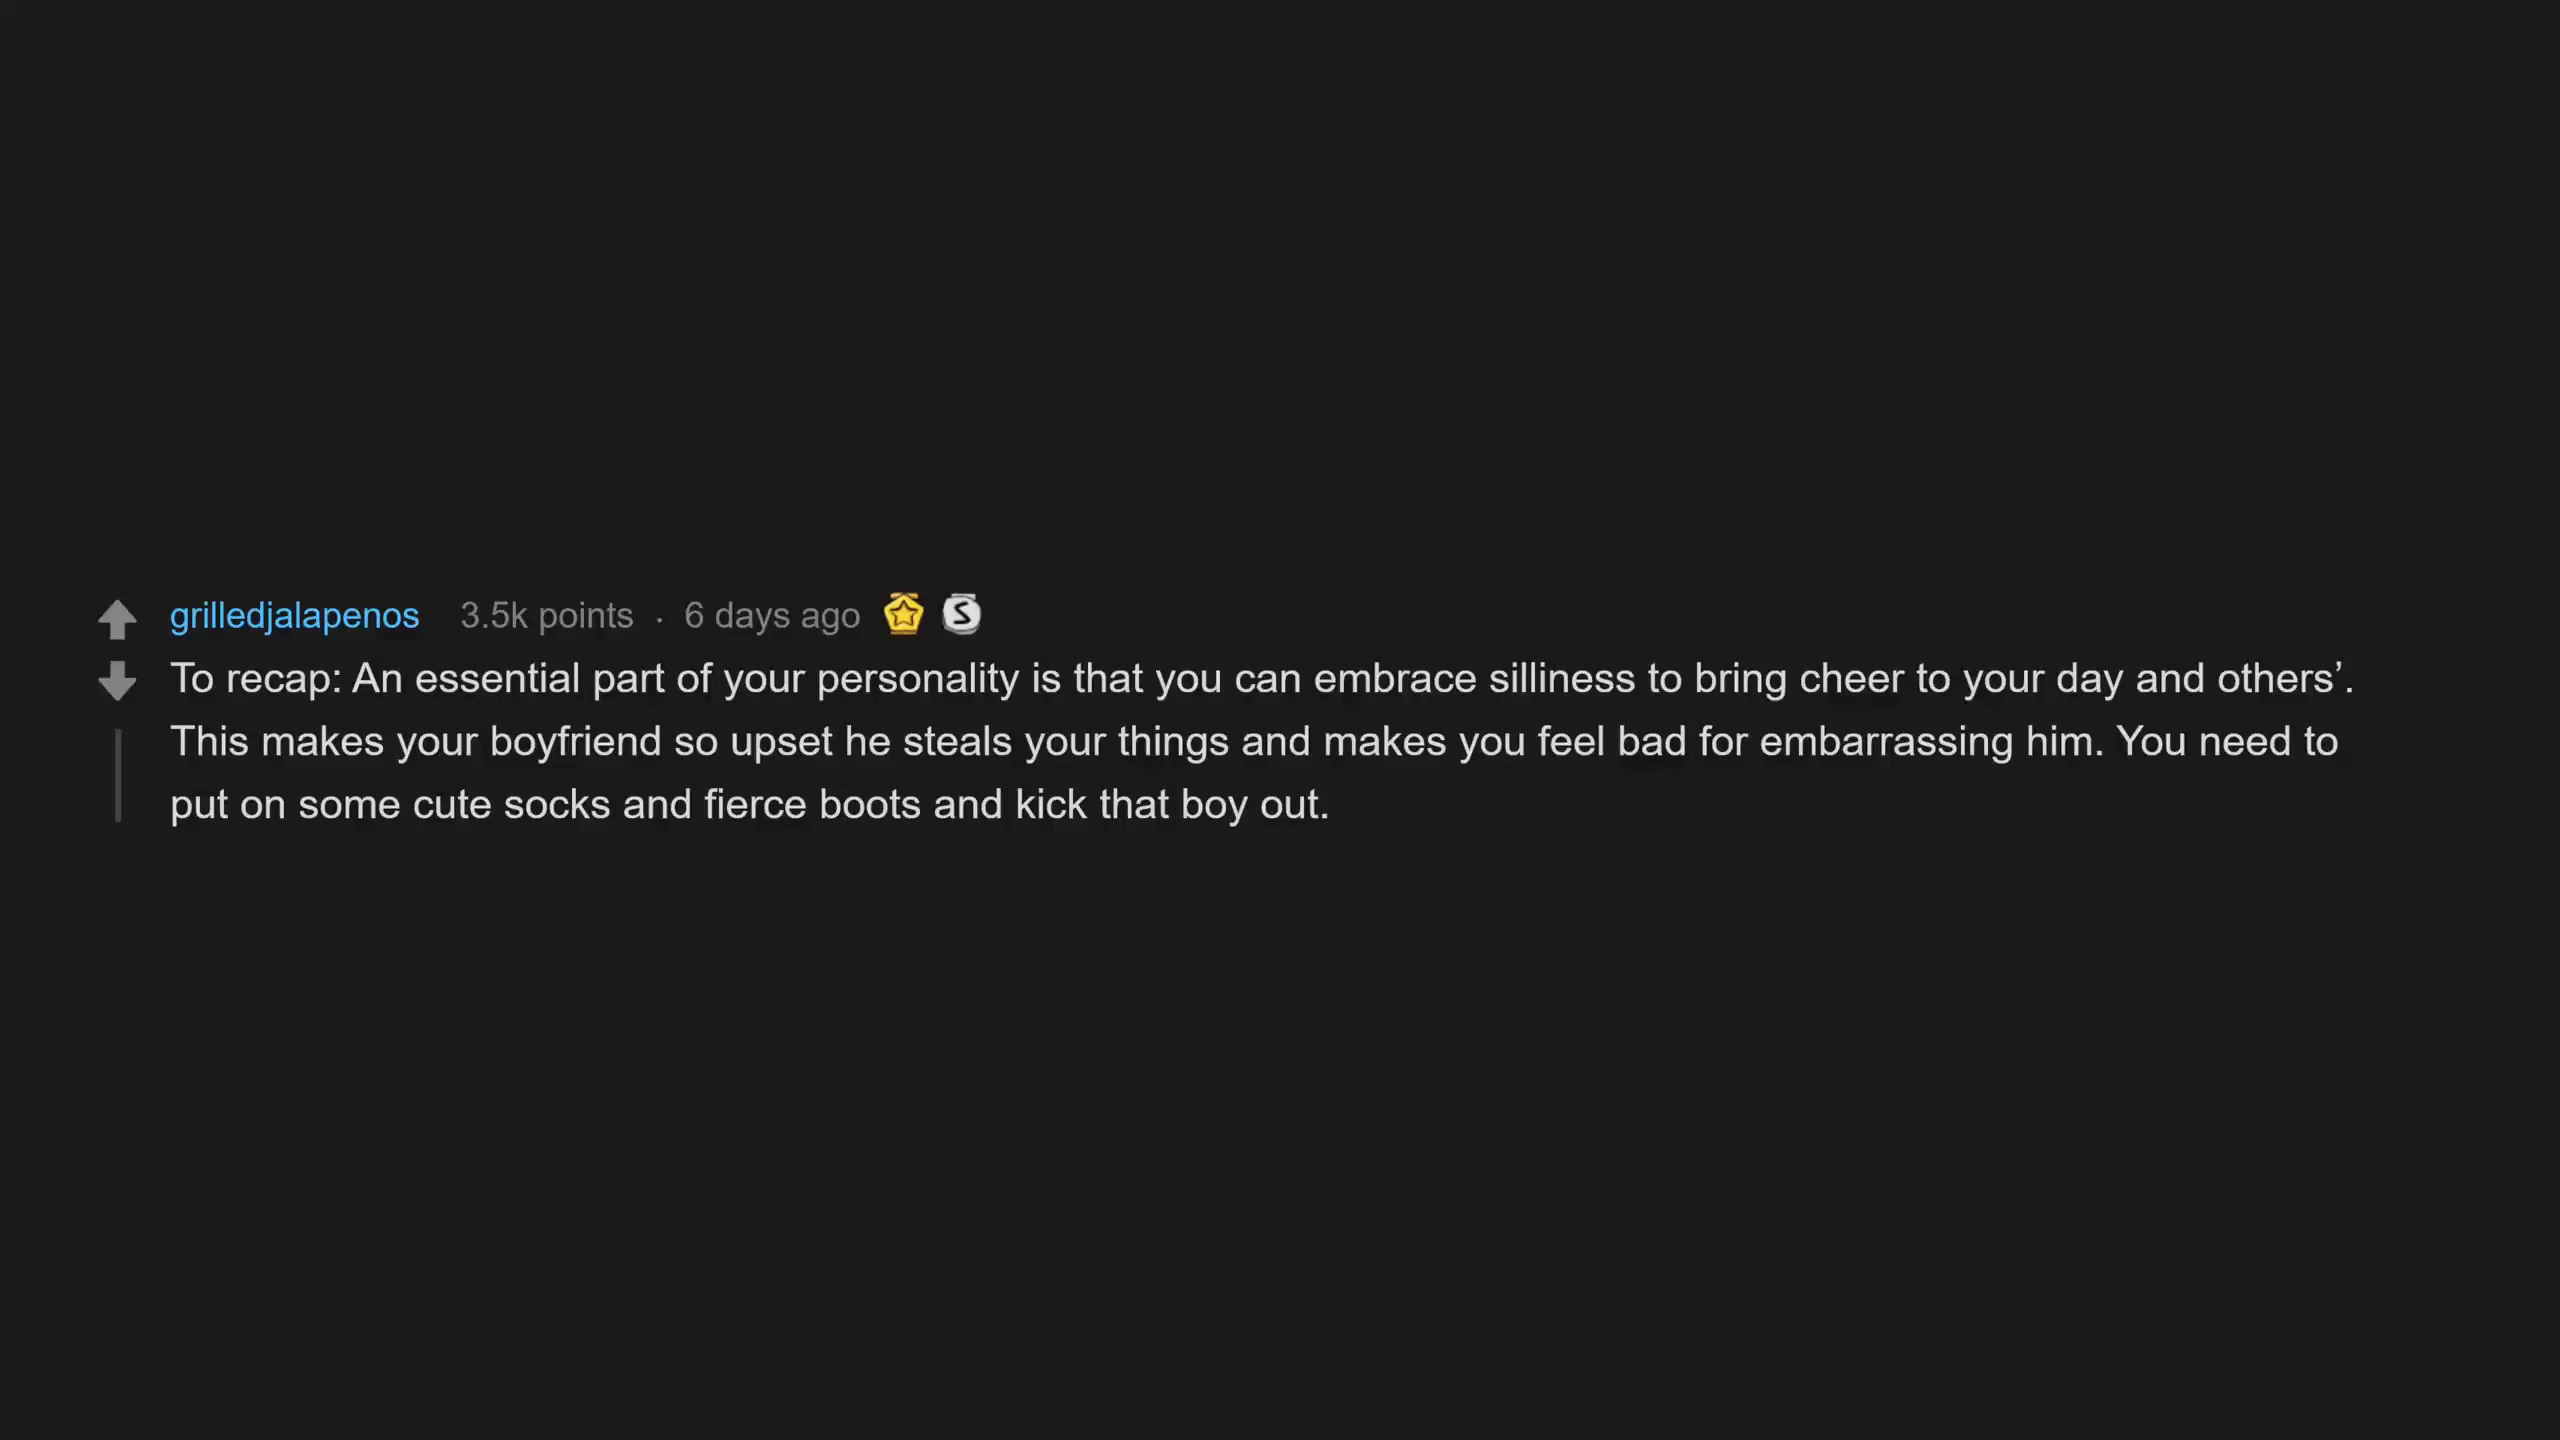 grilledjalapenos 3.5k points · 6 days ago
To recap: An essential part of your personality is that you can embrace silliness to bring cheer to your day and others’.
This makes your boyfriend so upset he steals your things and makes you feel bad for embarrassing him. You need to
put on some cute socks and fierce boots and kick that boy out.